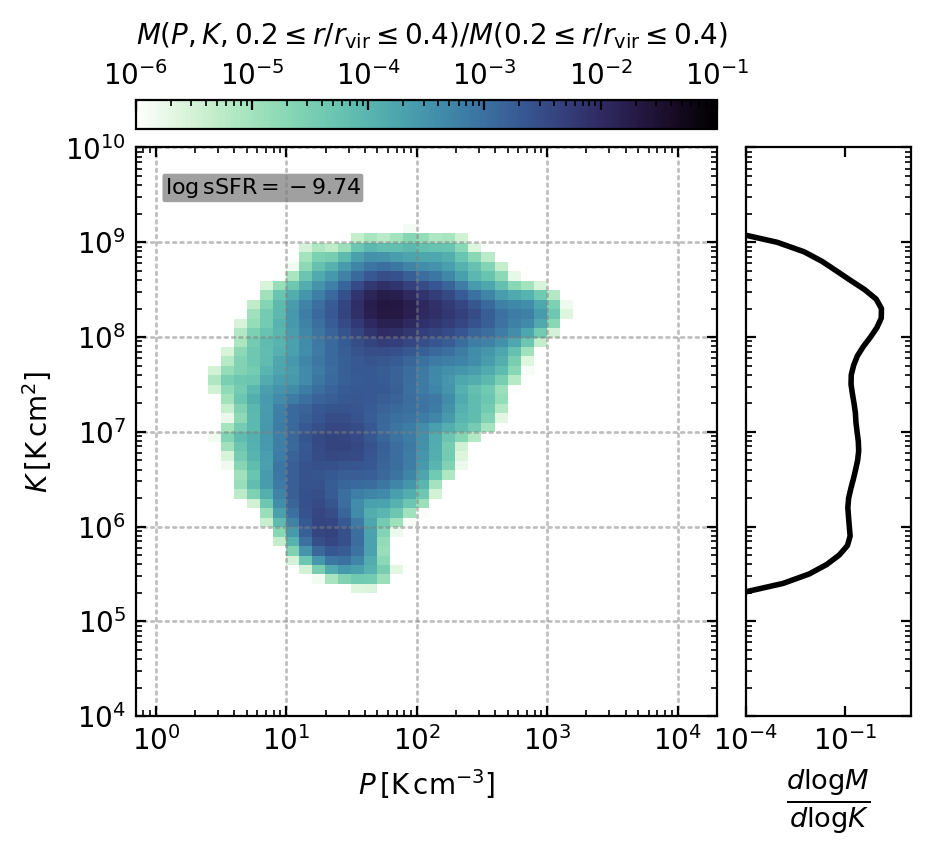 M(P, K, 0.2 ≤ r/r_vir ≤ 0.4)/M(0.2 ≤ r/r_vir ≤ 0.4)
10^−6 10^−5 10^−4 10^−3 10^−2 10^−1
10^10
log sSFR = −9.74
10^9
10^8
10^7
10^6
10^5
10^4
K [K cm^2]
10^0 10^1 10^2 10^3 10^4 10^−4 10^−1
P [K cm^−3]
dlogM
dlogK